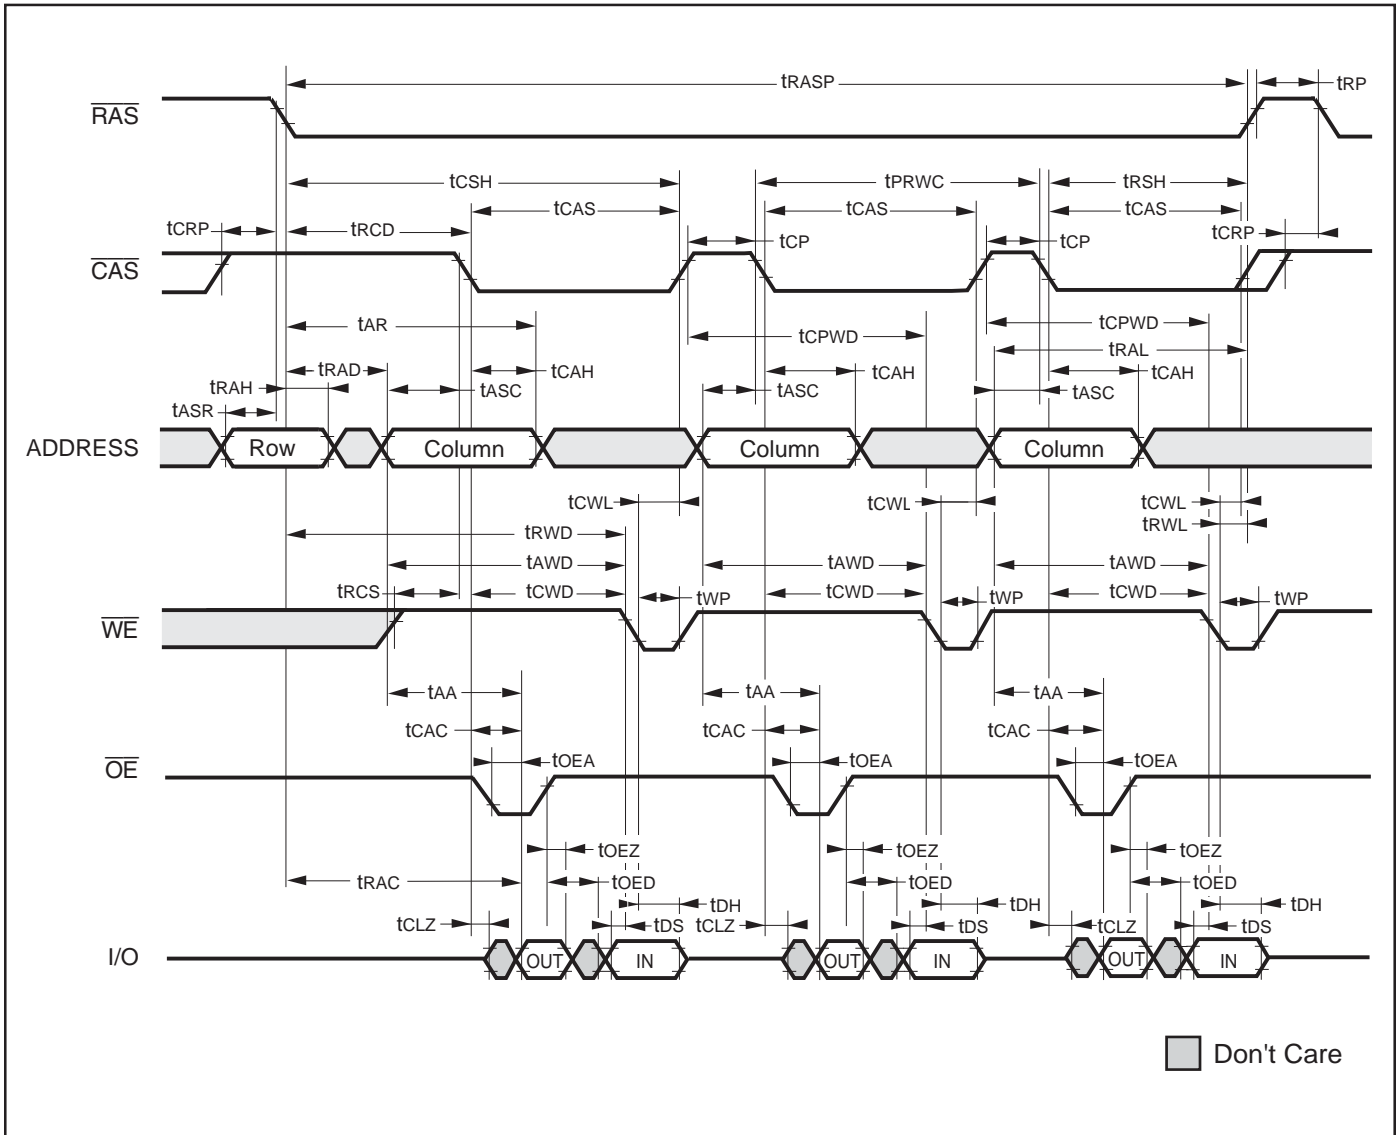 tRASP
tRP
RAS
tCSH
tPRWC
tRSH
tCAS
tCAS
tCAS
tCRP
tRCD
tCP
tCP
tCRP
CAS
tAR
tCPWD
tCPWD
tRAL
tRAD
tCAH
tCAH
tCAH
tRAH
tASC
tASC
tASC
tASR
ADDRESS
Row
Column
Column
Column
tCWL
tCWL
tCWL
tRWL
tRWD
tAWD
tAWD
tAWD
tRCS
tCWD
tWP
tCWD
tWP
tCWD
tWP
WE
tAA
tAA
tAA
tCAC
tCAC
tCAC
tOEA
tOEA
tOEA
OE
tOEZ
tOEZ
tOEZ
tRAC
tOED
tOED
tOED
tDH
tDH
tDH
tCLZ
tDS
tCLZ
tDS
tCLZ
tDS
I/O
OUT
IN
OUT
IN
OUT
IN
Don't Care